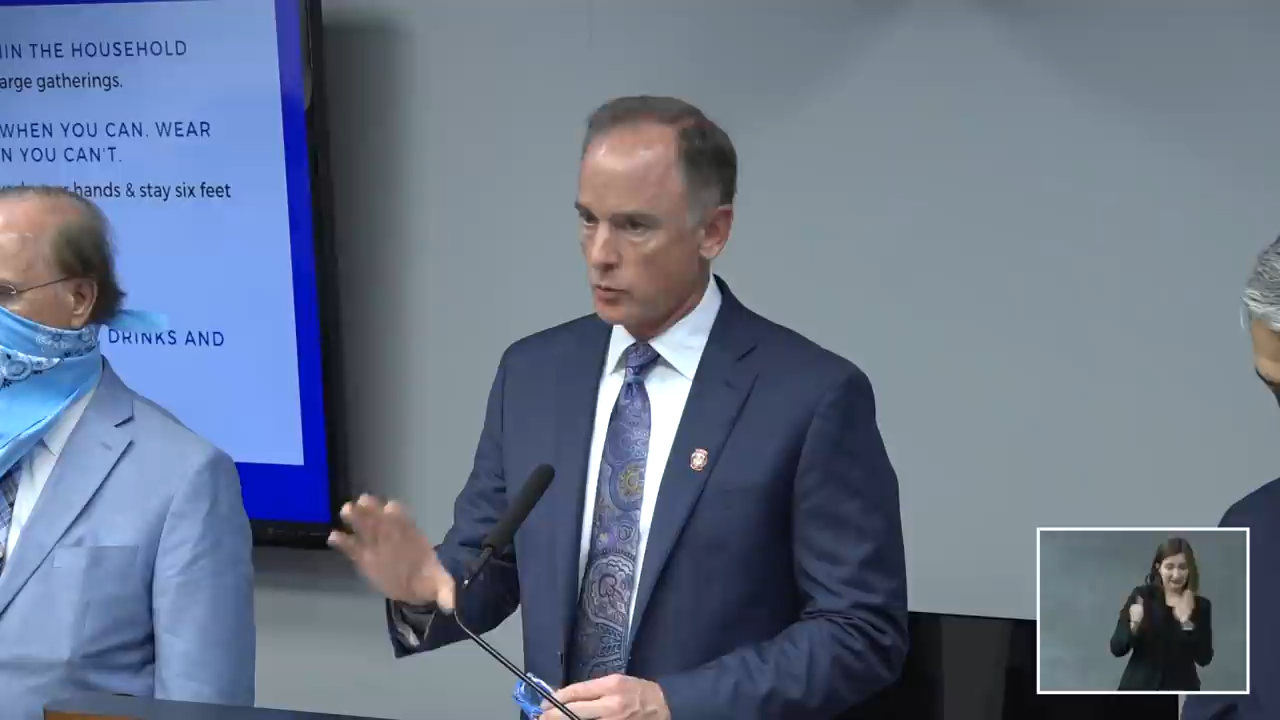 IN THE HOUSEHOLD
arge gatherings.
WHEN YOU CAN. WEAR
N YOU CAN'T.
hands & stay six feet
DRINKS AND